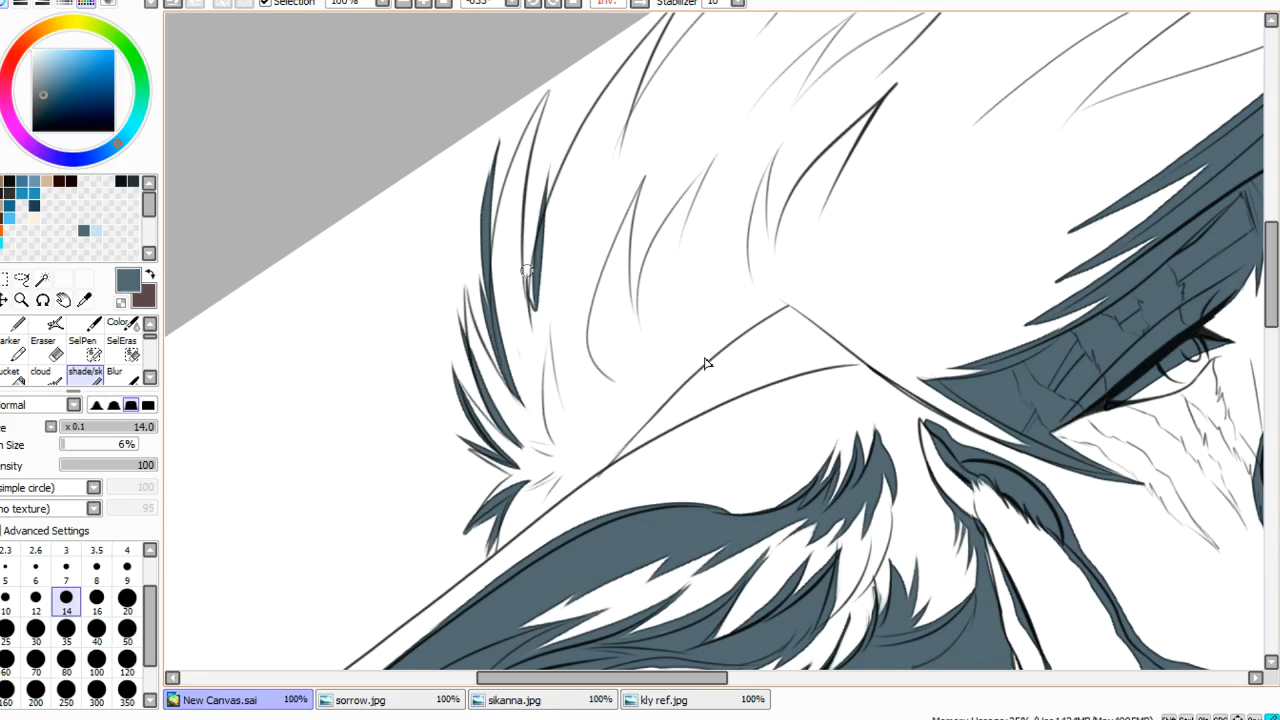 Selection 100% -033° Inv. Stabilizer 10
Color
arker Eraser SelPen SelEras
ucket cloud shade/sk Blur
ormal
e x 0.1 14.0
n Size 6%
ensity 100
simple circle) 100
no texture) 95
Advanced Settings
2.3 2.6 3 3.5 4
5 6 7 8 9
10 12 14 16 20
25 30 35 40 50
60 70 80 100 120
160 200 250 300 350
New Canvas.sai 100% sorrow.jpg 100% sikanna.jpg 100% kly ref.jpg 100%